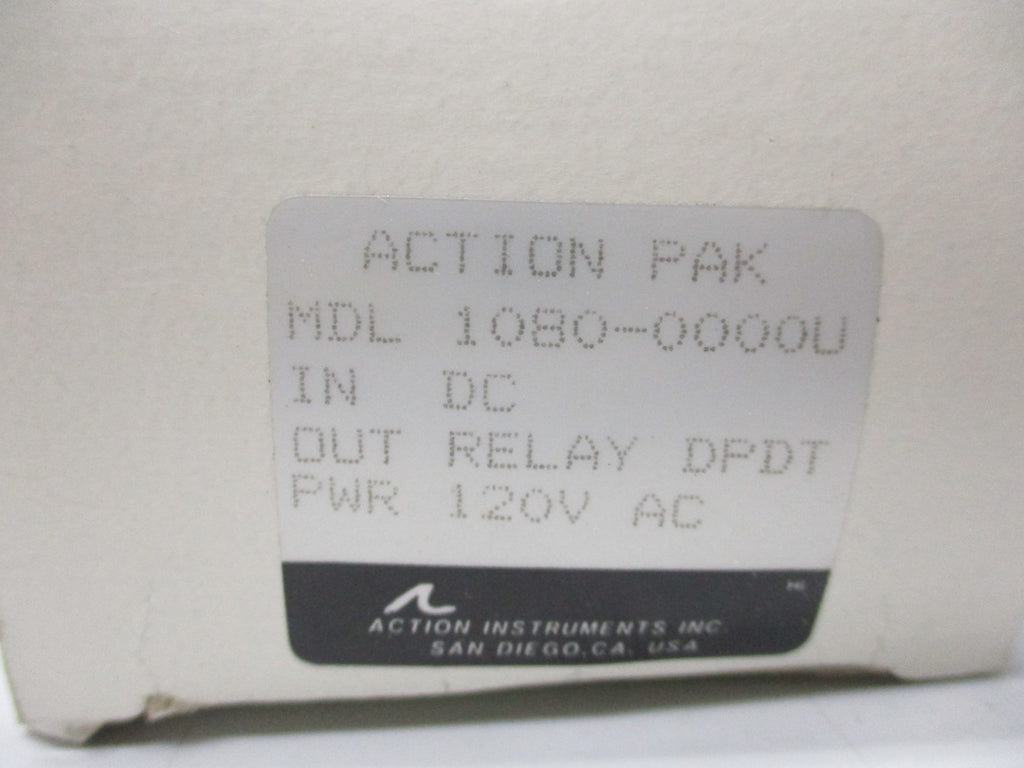 ACTION PAK
MDL 1080-0000U
IN DC
OUT RELAY DPDT
PWR 120V AC
ACTION INSTRUMENTS INC
SAN DIEGO, CA, USA